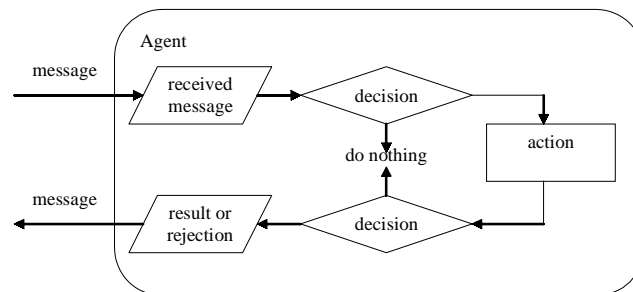 Agent
message
received
message
decision
do nothing
action
message
result or
rejection
decision